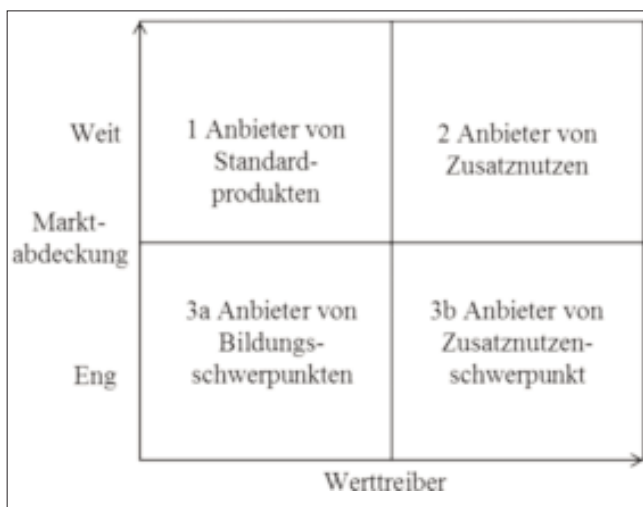 Weit
1 Anbieter von
Standard-
produkten
2 Anbieter von
Zusatznutzen
Markt-
abdeckung
Eng
3a Anbieter von
Bildungs-
schwerpunkten
3b Anbieter von
Zusatznutzen-
schwerpunkt
Werttreiber